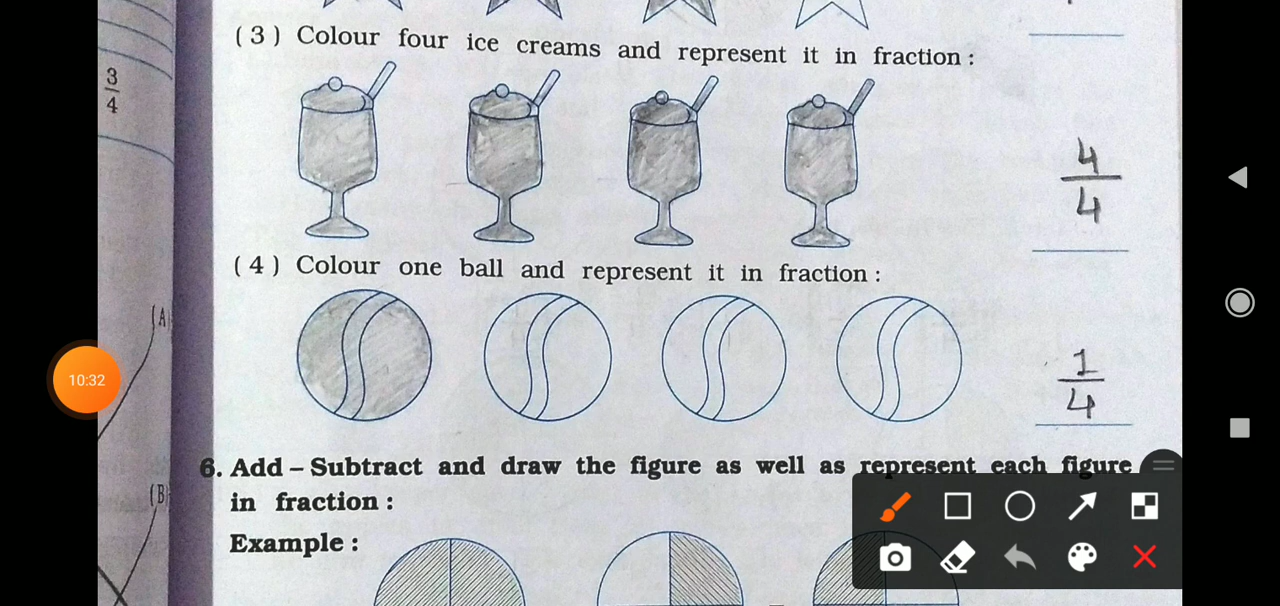 3
4
( 3 ) Colour four ice creams and represent it in fraction :
4
4
( 4 ) Colour one ball and represent it in fraction :
(A)
10:32
1
4
6. Add – Subtract and draw the figure as well as represent each figure
(B)
in fraction :
Example :